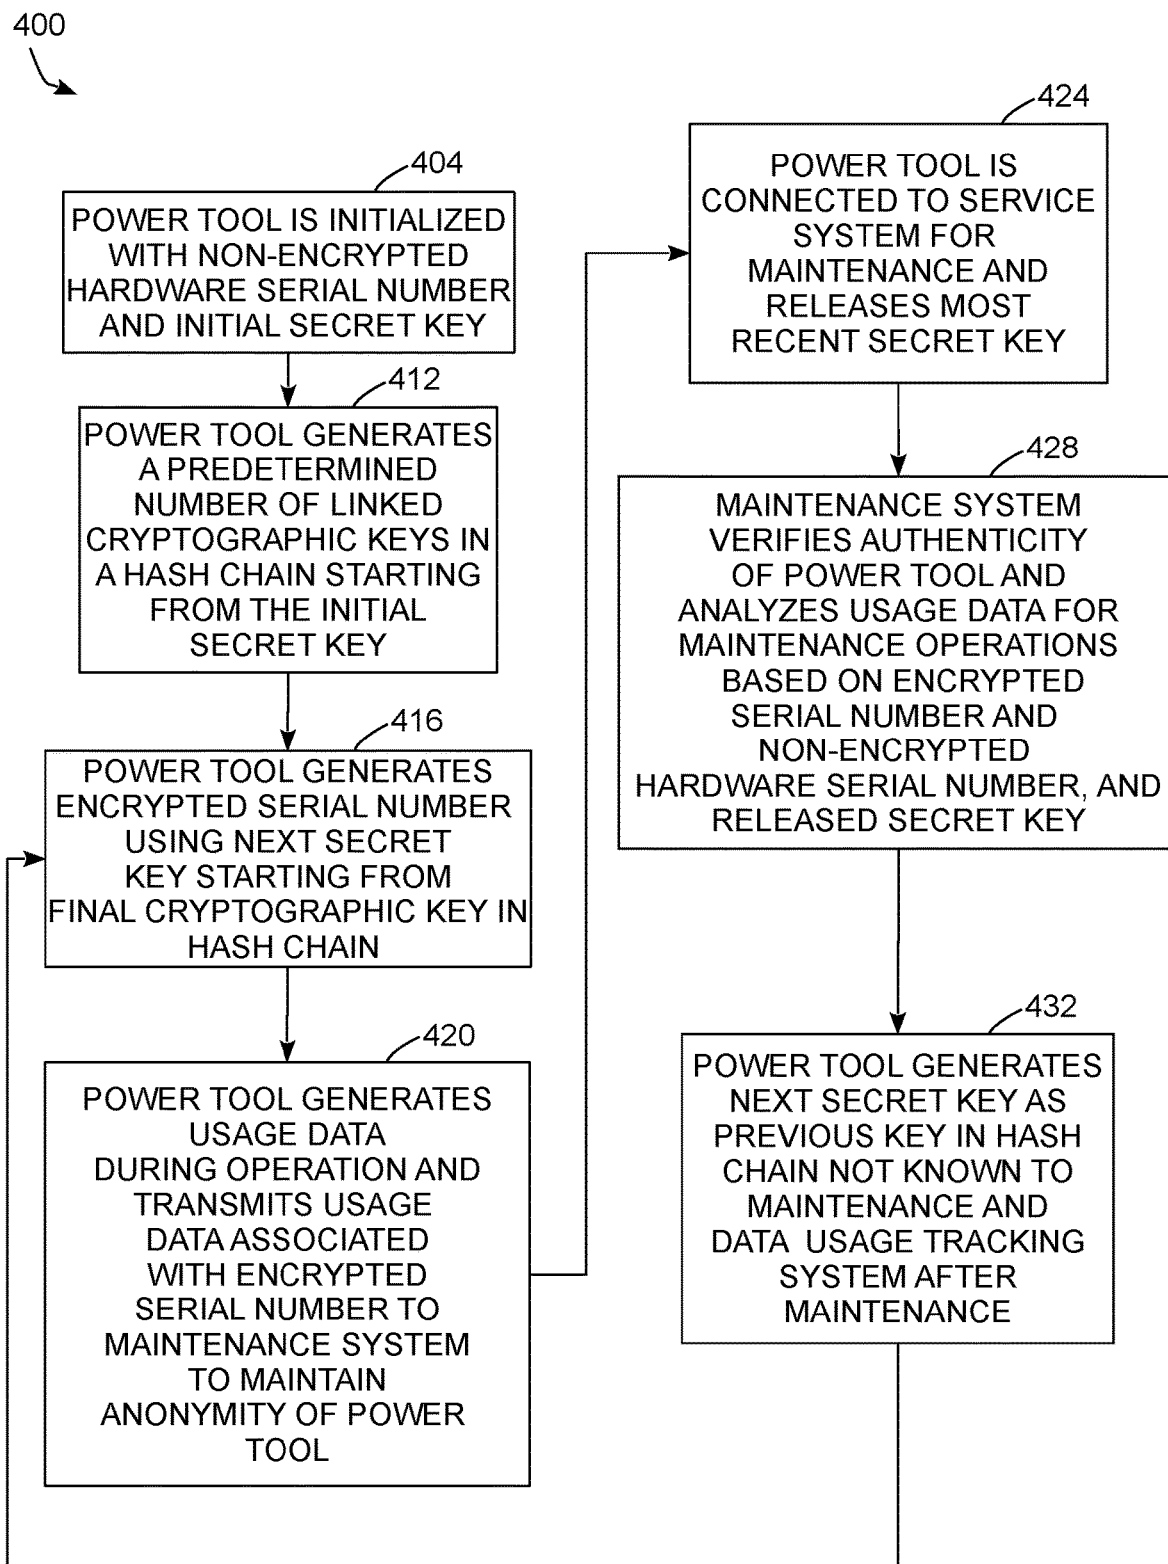 400
404
POWER TOOL IS INITIALIZED
WITH NON-ENCRYPTED
HARDWARE SERIAL NUMBER
AND INITIAL SECRET KEY
412
POWER TOOL GENERATES
A PREDETERMINED
NUMBER OF LINKED
CRYPTOGRAPHIC KEYS IN
A HASH CHAIN STARTING
FROM THE INITIAL
SECRET KEY
416
POWER TOOL GENERATES
ENCRYPTED SERIAL NUMBER
USING NEXT SECRET
KEY STARTING FROM
FINAL CRYPTOGRAPHIC KEY IN
HASH CHAIN
420
POWER TOOL GENERATES
USAGE DATA
DURING OPERATION AND
TRANSMITS USAGE
DATA ASSOCIATED
WITH ENCRYPTED
SERIAL NUMBER TO
MAINTENANCE SYSTEM
TO MAINTAIN
ANONYMITY OF POWER
TOOL
424
POWER TOOL IS
CONNECTED TO SERVICE
SYSTEM FOR
MAINTENANCE AND
RELEASES MOST
RECENT SECRET KEY
428
MAINTENANCE SYSTEM
VERIFIES AUTHENTICITY
OF POWER TOOL AND
ANALYZES USAGE DATA FOR
MAINTENANCE OPERATIONS
BASED ON ENCRYPTED
SERIAL NUMBER AND
NON-ENCRYPTED
HARDWARE SERIAL NUMBER, AND
RELEASED SECRET KEY
432
POWER TOOL GENERATES
NEXT SECRET KEY AS
PREVIOUS KEY IN HASH
CHAIN NOT KNOWN TO
MAINTENANCE AND
DATA USAGE TRACKING
SYSTEM AFTER
MAINTENANCE